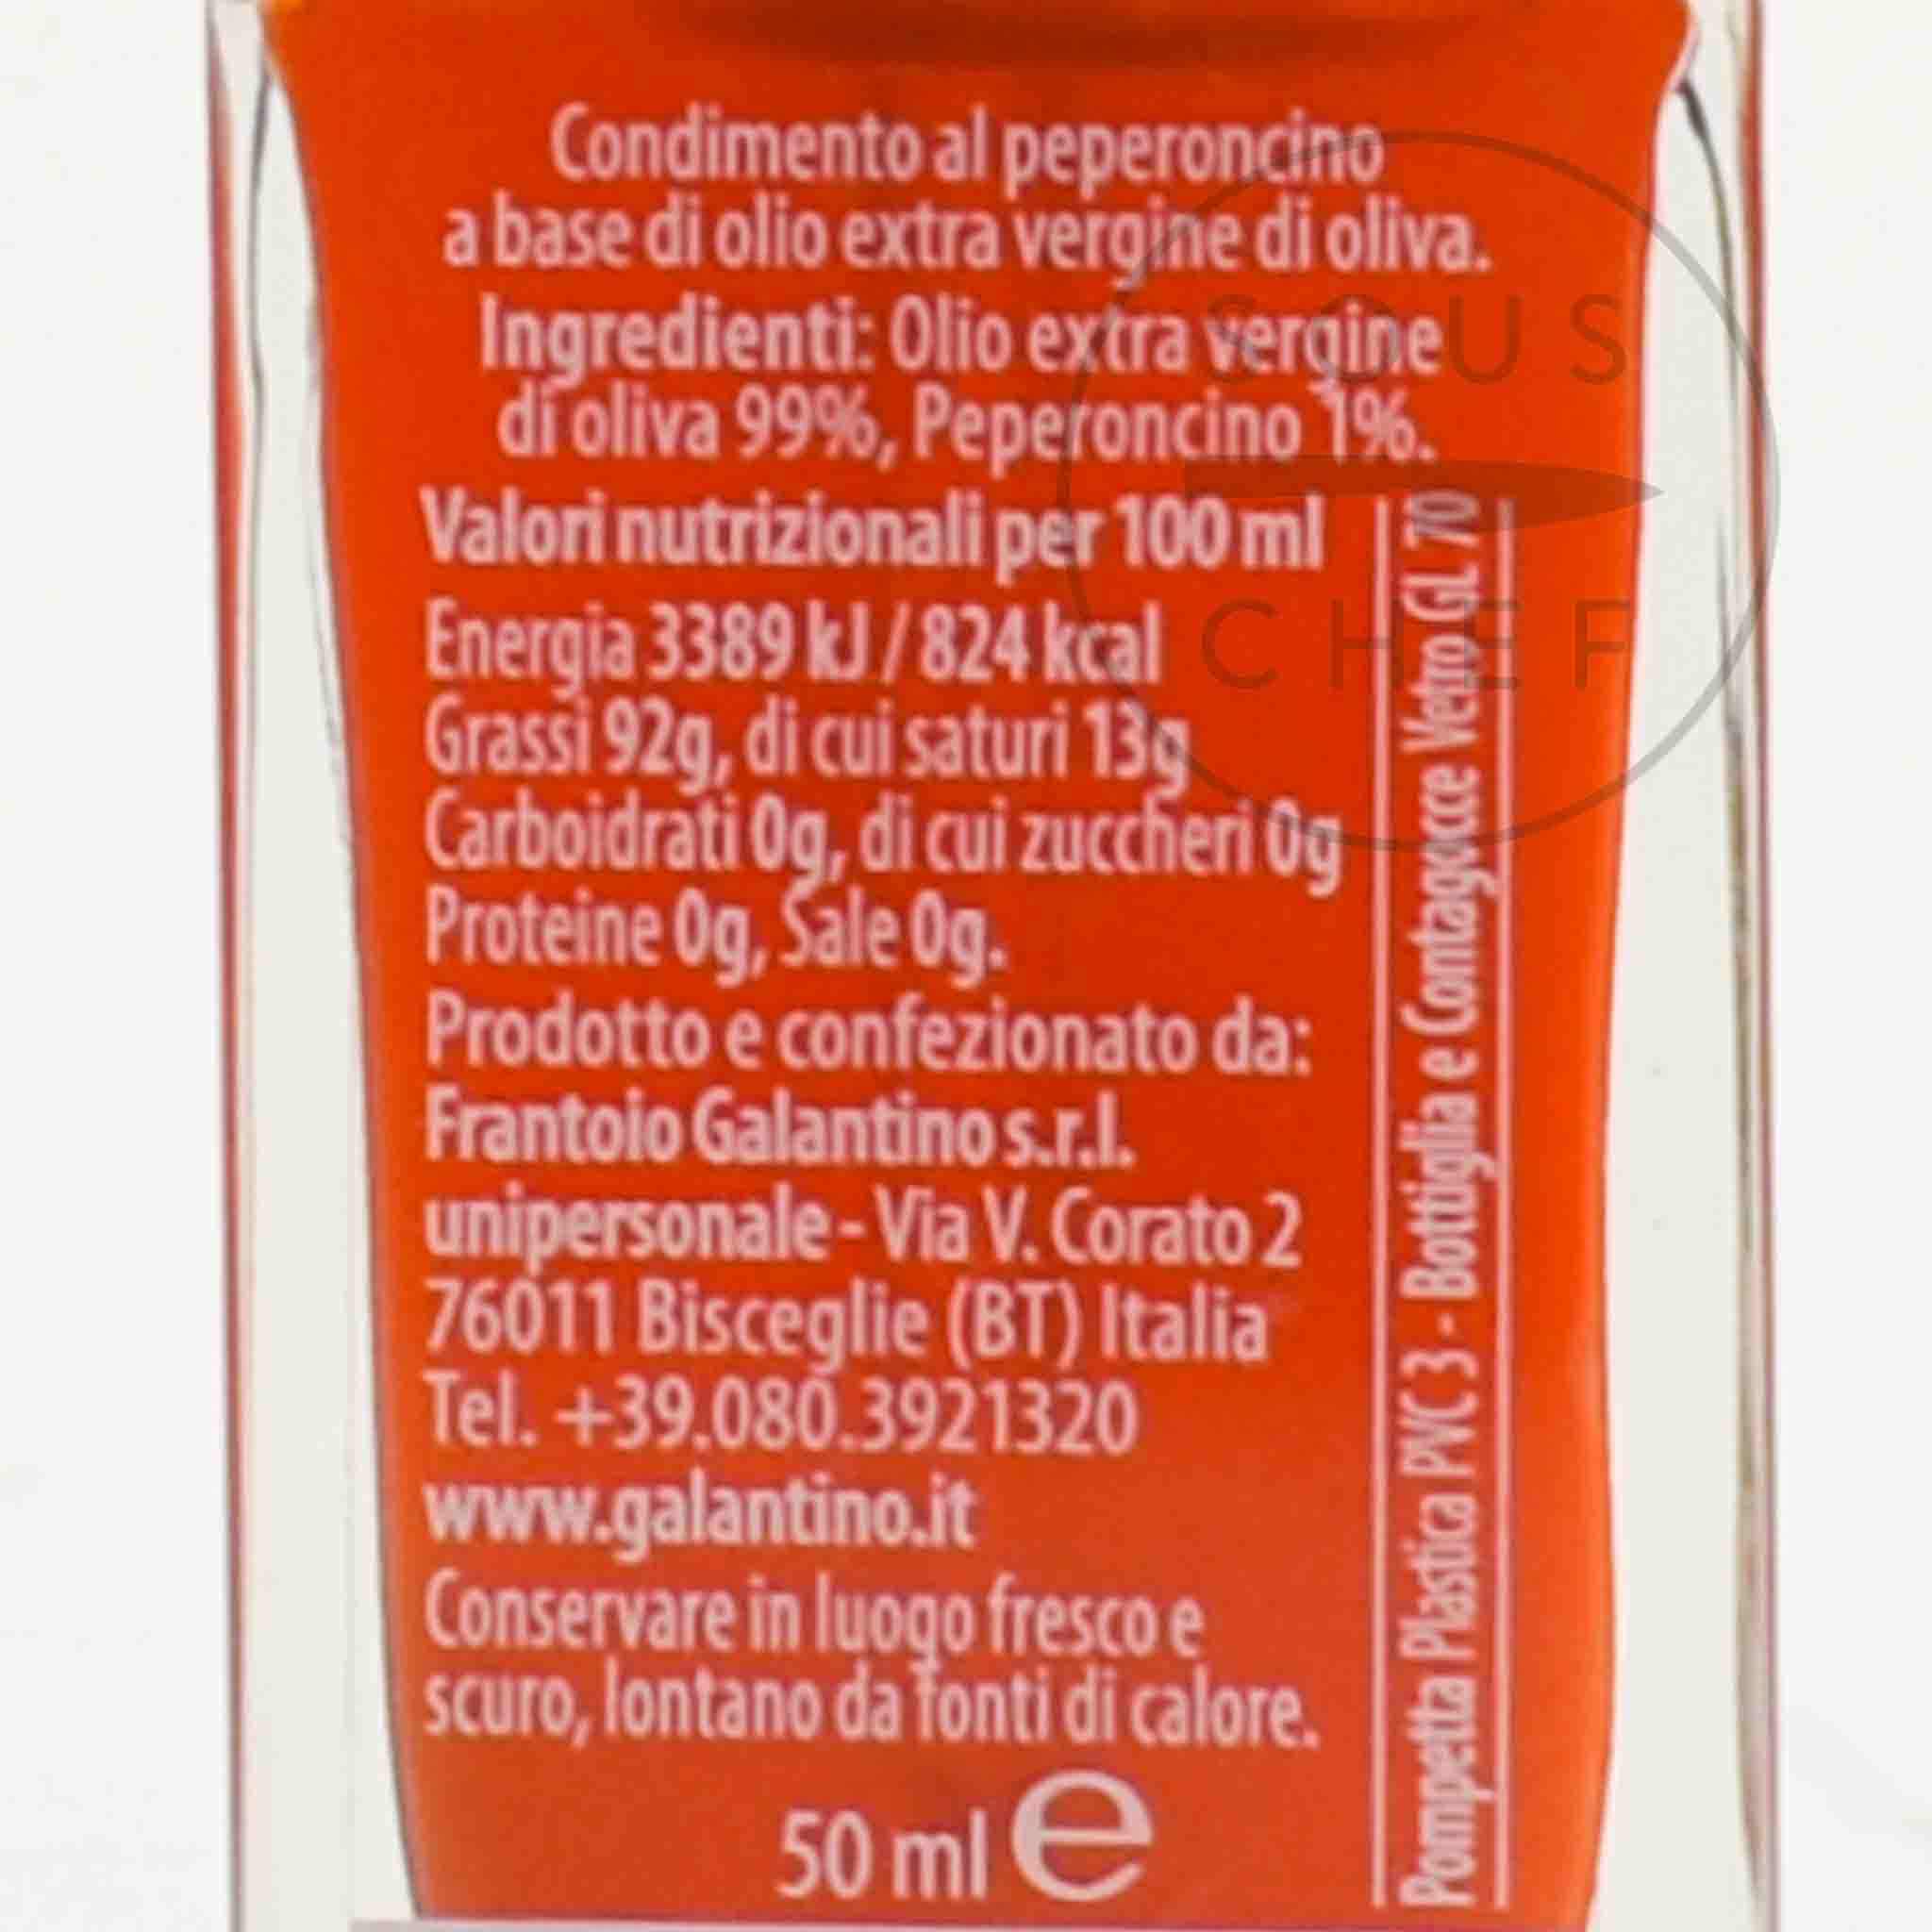 Condimento al peperoncino
a base di olio extra vergine di oliva.
Ingredienti: Olio extra vergine
di oliva 99%, Peperoncino 1%.
Valori nutrizionali per 100 ml
Energia 3389 kJ / 824 kcal
Grassi 92g, di cui saturi 13g
Carboidrati 0g, di cui zuccheri 0g
Proteine 0g, Sale 0g.
Prodotto e confezionato da:
Frantoio Galantino s.r.l.
unipersonale - Via V. Corato 2
76011 Bisceglie (BT) Italia
Tel. +39.080.3921320
www.galantino.it
Conservare in luogo fresco e
scuro, lontano da fonti di calore.
50 ml e
Pompetta Plastica PVC 3 - Bottiglia e Contagocce Vetro GL 70
SOUS
CHEF